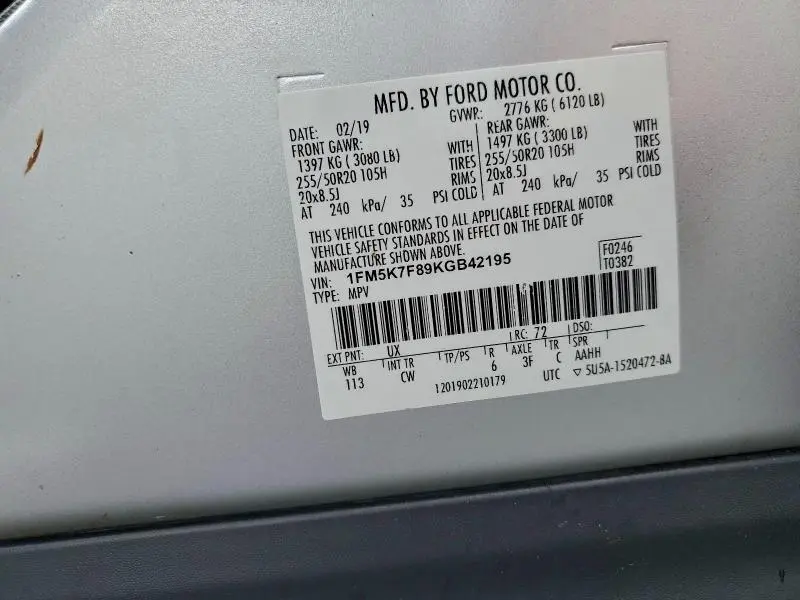 MFD. BY FORD MOTOR CO.
DATE: 02/19 GVWR: 2776 KG ( 6120 LB)
FRONT GAWR: REAR GAWR:
1397 KG ( 3080 LB) WITH 1497 KG ( 3300 LB) WITH
255/50R20 105H TIRES 255/50R20 105H TIRES
20x8.5J RIMS 20x8.5J RIMS
AT 240 kPa/ 35 PSI COLD AT 240 kPa/ 35 PSI COLD
THIS VEHICLE CONFORMS TO ALL APPLICABLE FEDERAL MOTOR
VEHICLE SAFETY STANDARDS IN EFFECT ON THE DATE OF
MANUFACTURE SHOWN ABOVE.
VIN: 1FM5K7F89KGB42195 F0246
TYPE: MPV T0382
EXT PNT: UX RC: 72 DSO:
WB INT TR TP/PS R AXLE TR SPR
113 CW 6 3F C AAHH
1201902210179 UTC ▽ 5U5A-1520472-BA